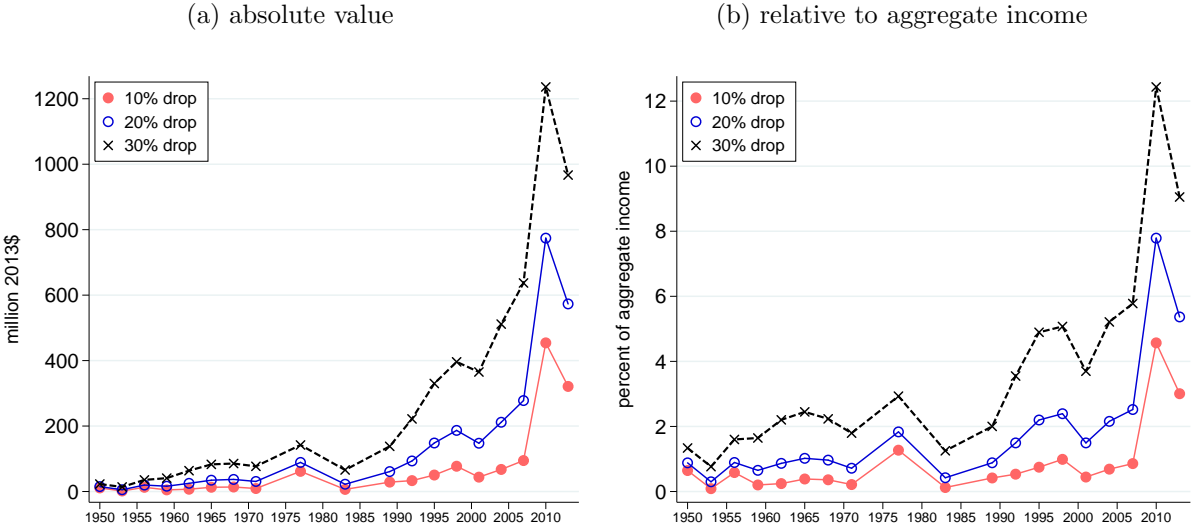 (a) absolute value
1200
1000
800
600
400
200
0
million 2013$
10% drop
20% drop
30% drop
1950 1955 1960 1965 1970 1975 1980 1985 1990 1995 2000 2005 2010
(b) relative to aggregate income
12
10
8
6
4
2
0
percent of aggregate income
10% drop
20% drop
30% drop
1950 1955 1960 1965 1970 1975 1980 1985 1990 1995 2000 2005 2010